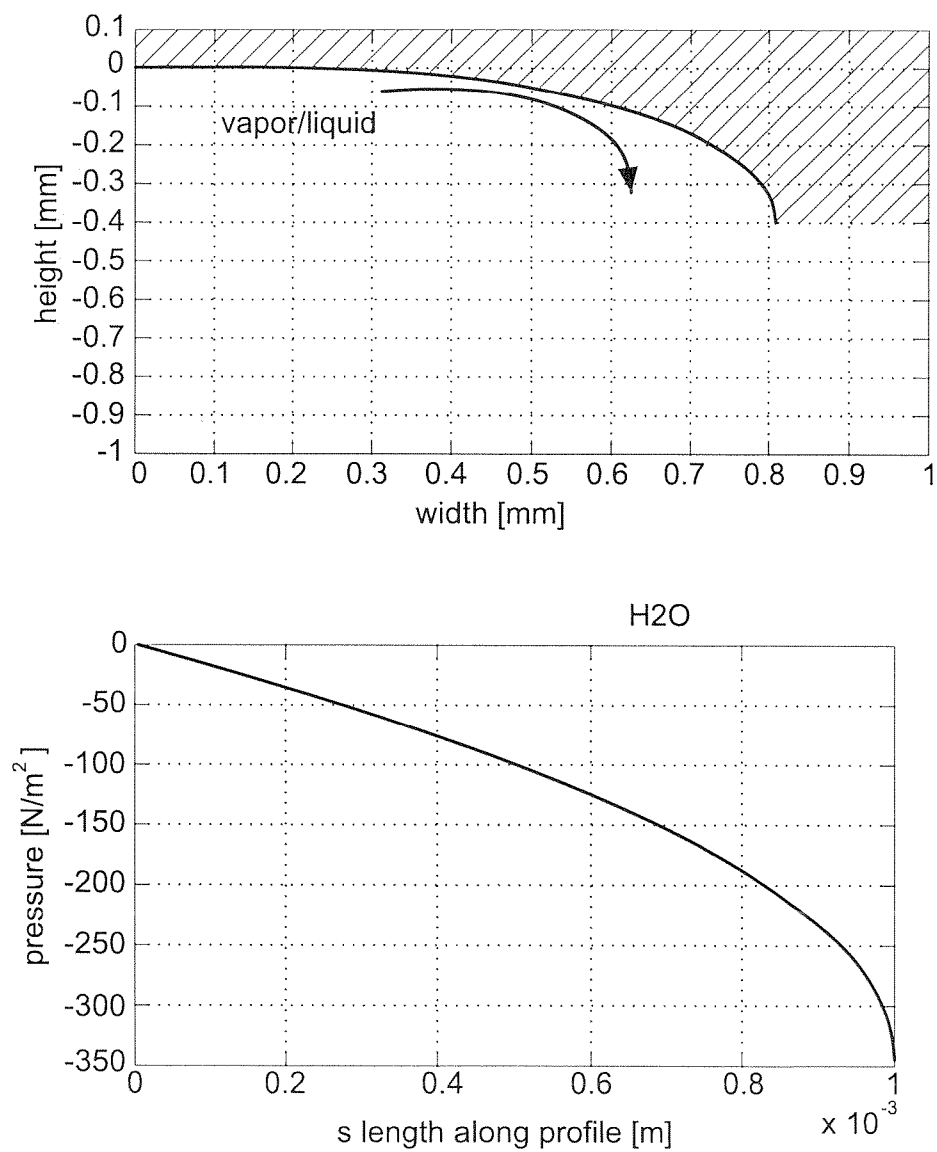 0.1
0
-0.1
-0.2
-0.3
-0.4
-0.5
-0.6
-0.7
-0.8
-0.9
-1
height [mm]
vapor/liquid
0 0.1 0.2 0.3 0.4 0.5 0.6 0.7 0.8 0.9 1
width [mm]
H2O
0
-50
-100
-150
-200
-250
-300
-350
pressure [N/m²]
0 0.2 0.4 0.6 0.8 1
x 10⁻³
s length along profile [m]